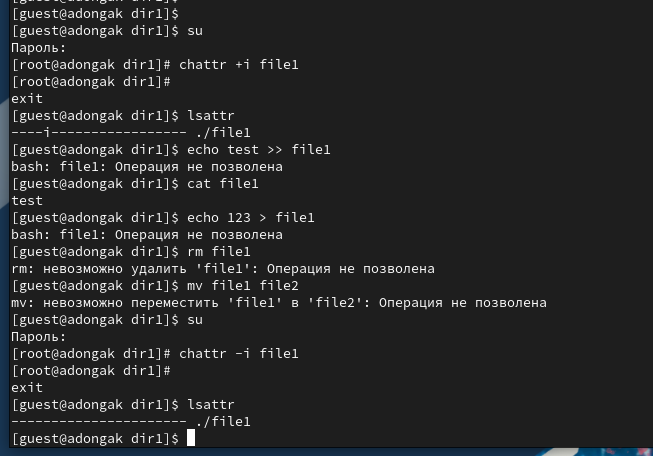 [guest@adongak dir1]$
[guest@adongak dir1]$ su
Пароль:
[root@adongak dir1]# chattr +i file1
[root@adongak dir1]#
exit
[guest@adongak dir1]$ lsattr
----i----------------- ./file1
[guest@adongak dir1]$ echo test >> file1
bash: file1: Операция не позволена
[guest@adongak dir1]$ cat file1
test
[guest@adongak dir1]$ echo 123 > file1
bash: file1: Операция не позволена
[guest@adongak dir1]$ rm file1
rm: невозможно удалить 'file1': Операция не позволена
[guest@adongak dir1]$ mv file1 file2
mv: невозможно переместить 'file1' в 'file2': Операция не позволена
[guest@adongak dir1]$ su
Пароль:
[root@adongak dir1]# chattr -i file1
[root@adongak dir1]#
exit
[guest@adongak dir1]$ lsattr
---------------------- ./file1
[guest@adongak dir1]$